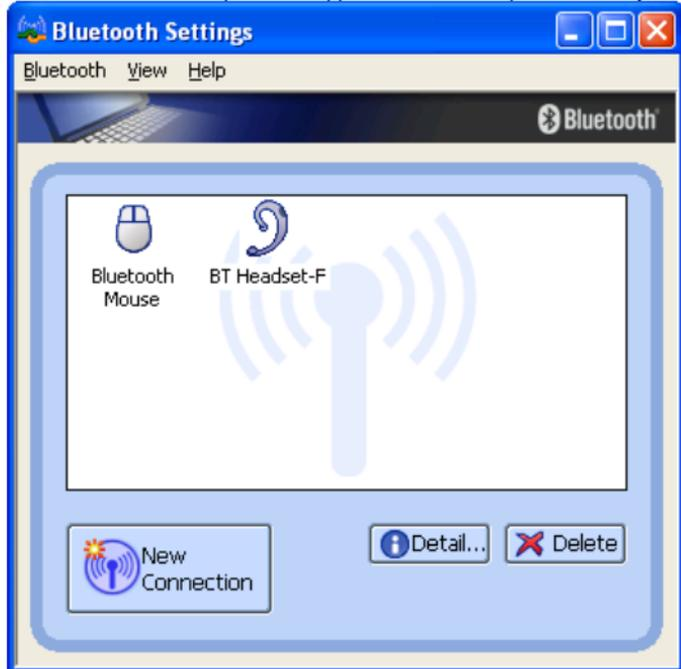 Bluetooth Settings
Bluetooth View Help
Bluetooth®
Bluetooth
Mouse
BT Headset-F
New
Connection
Detail...
Delete